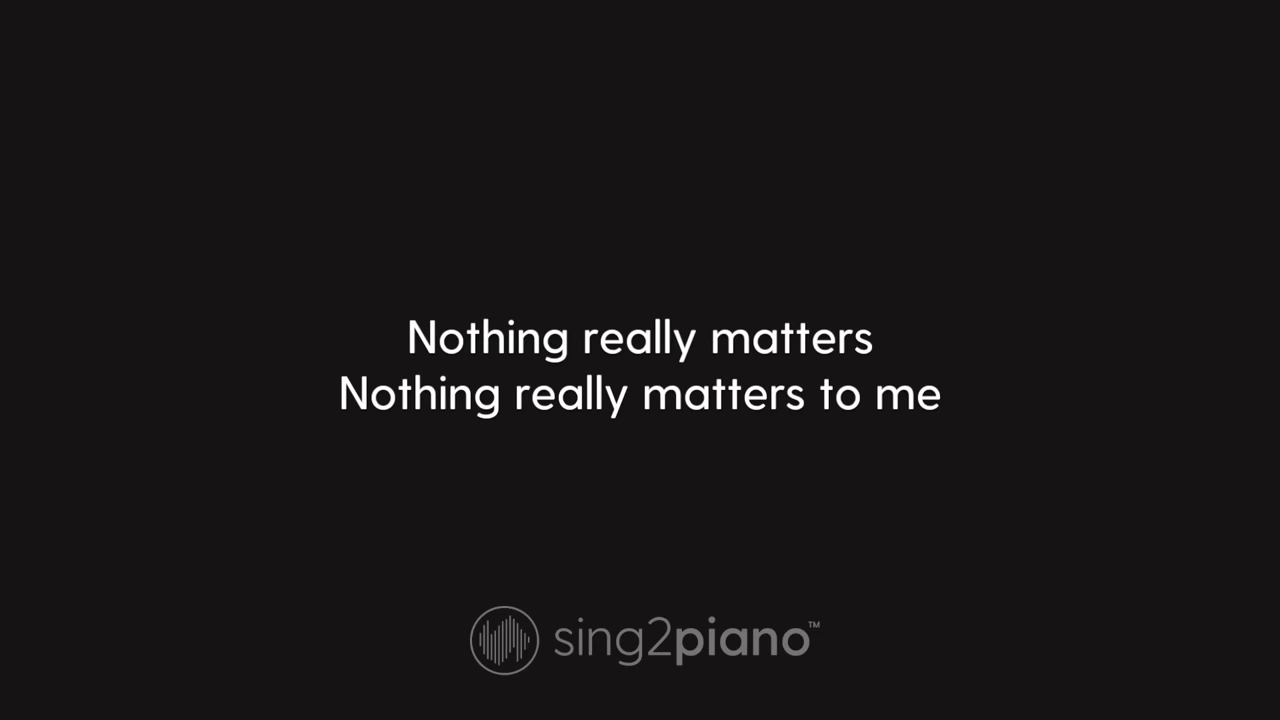 Nothing really matters
Nothing really matters to me
sing2piano™